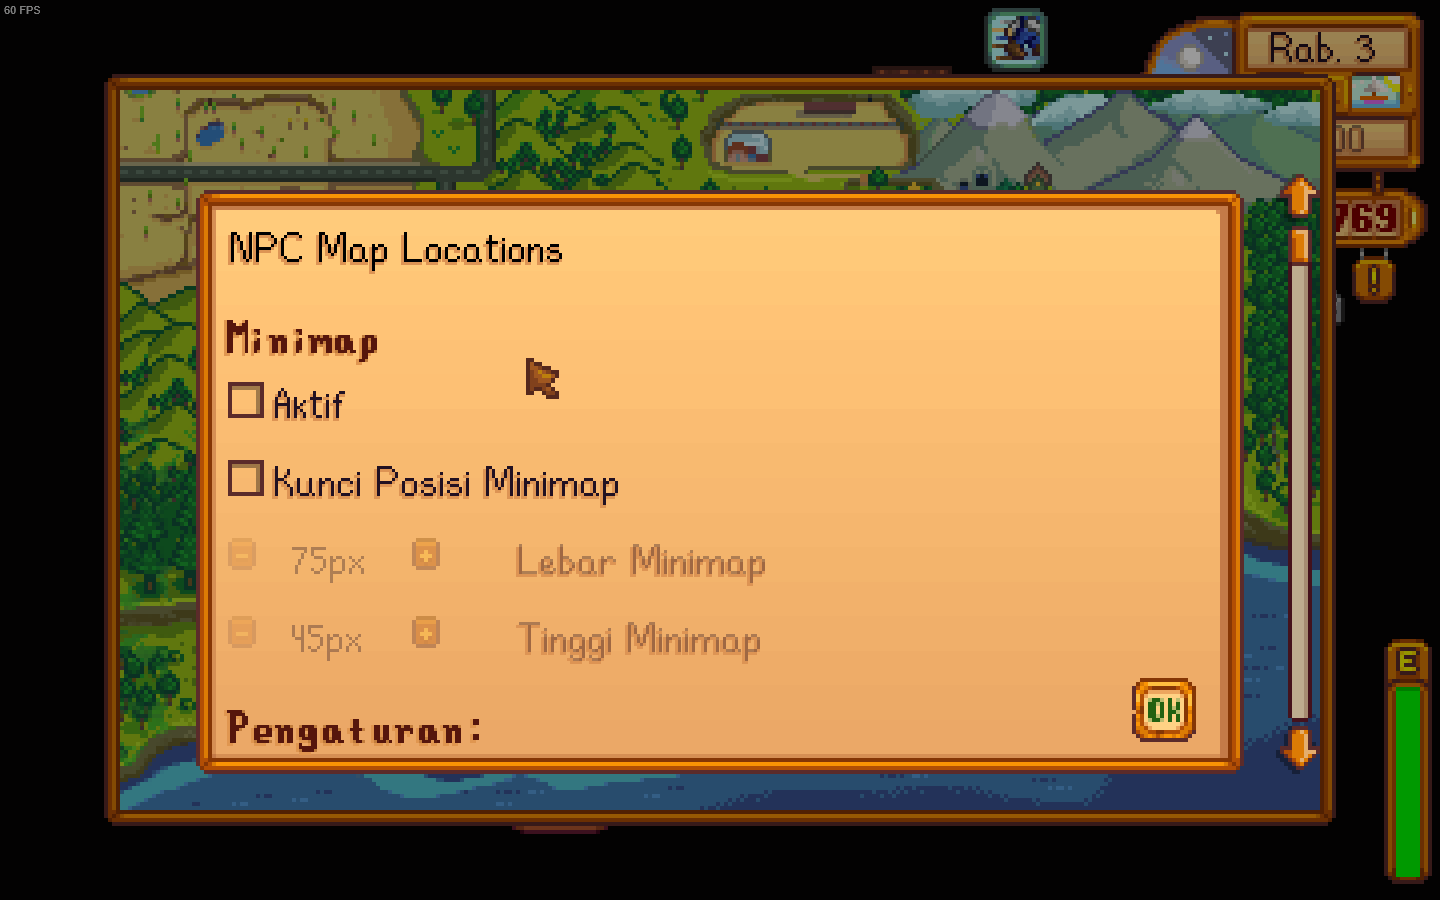 60 FPS
Rab. 3
00
769
NPC Map Locations
Minimap
Aktif
Kunci Posisi Minimap
75px Lebar Minimap
45px Tinggi Minimap
Pengaturan:
OK
E